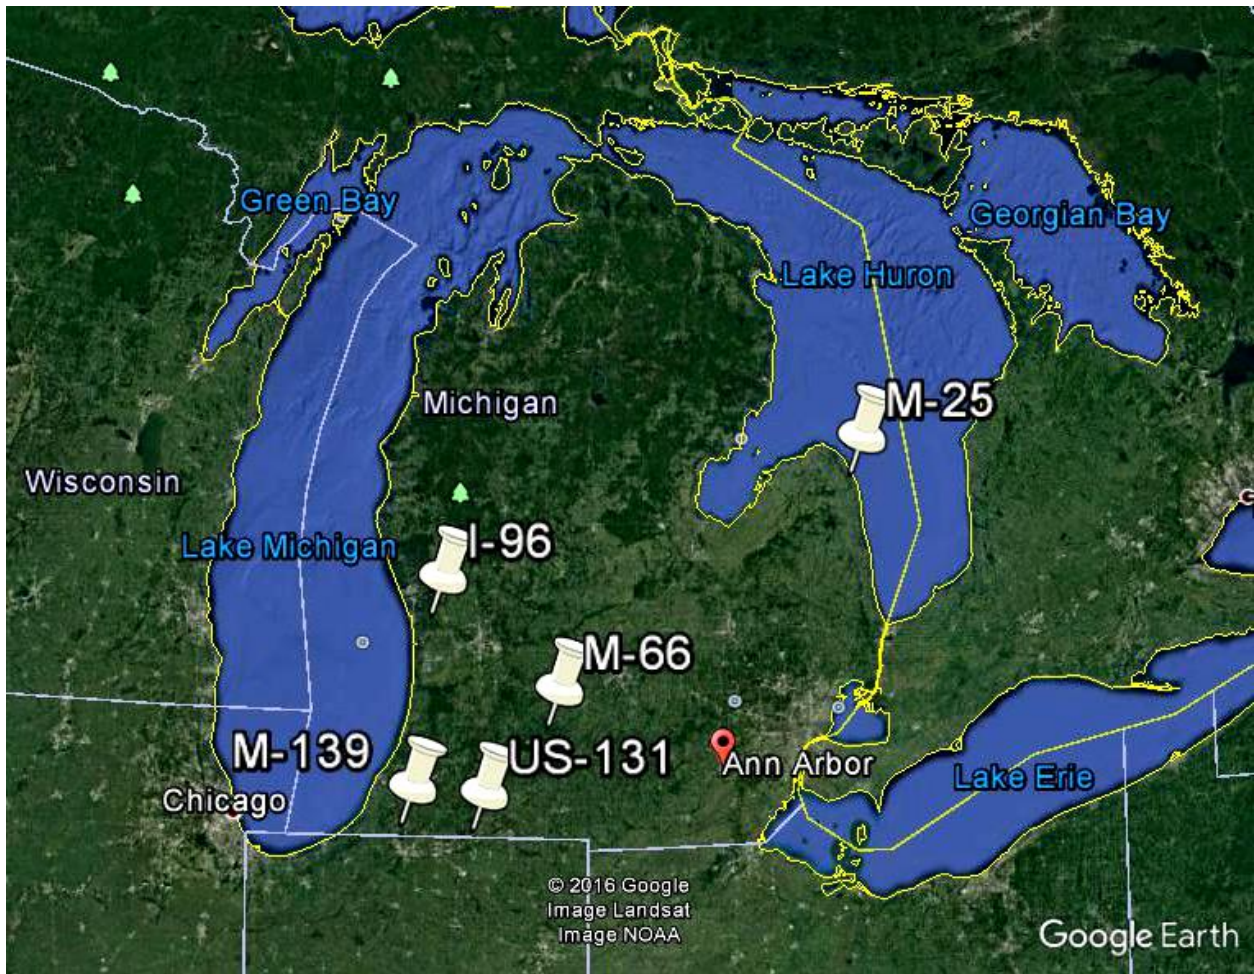 Green Bay
Georgian Bay
Lake Huron
Michigan
M-25
Wisconsin
Lake Michigan
I-96
M-66
M-139
US-131
Ann Arbor
Chicago
Lake Erie
© 2016 Google
Image Landsat
Image NOAA
Google Earth